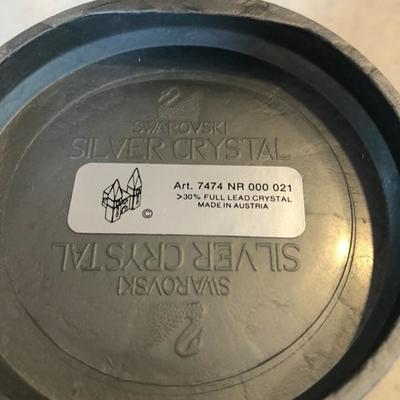 SWAROVSKI
SILVER CRYSTAL
Art. 7474 NR 000 021
>30% FULL LEAD CRYSTAL
MADE IN AUSTRIA
©
SILVER CRYSTAL
SWAROVSKI